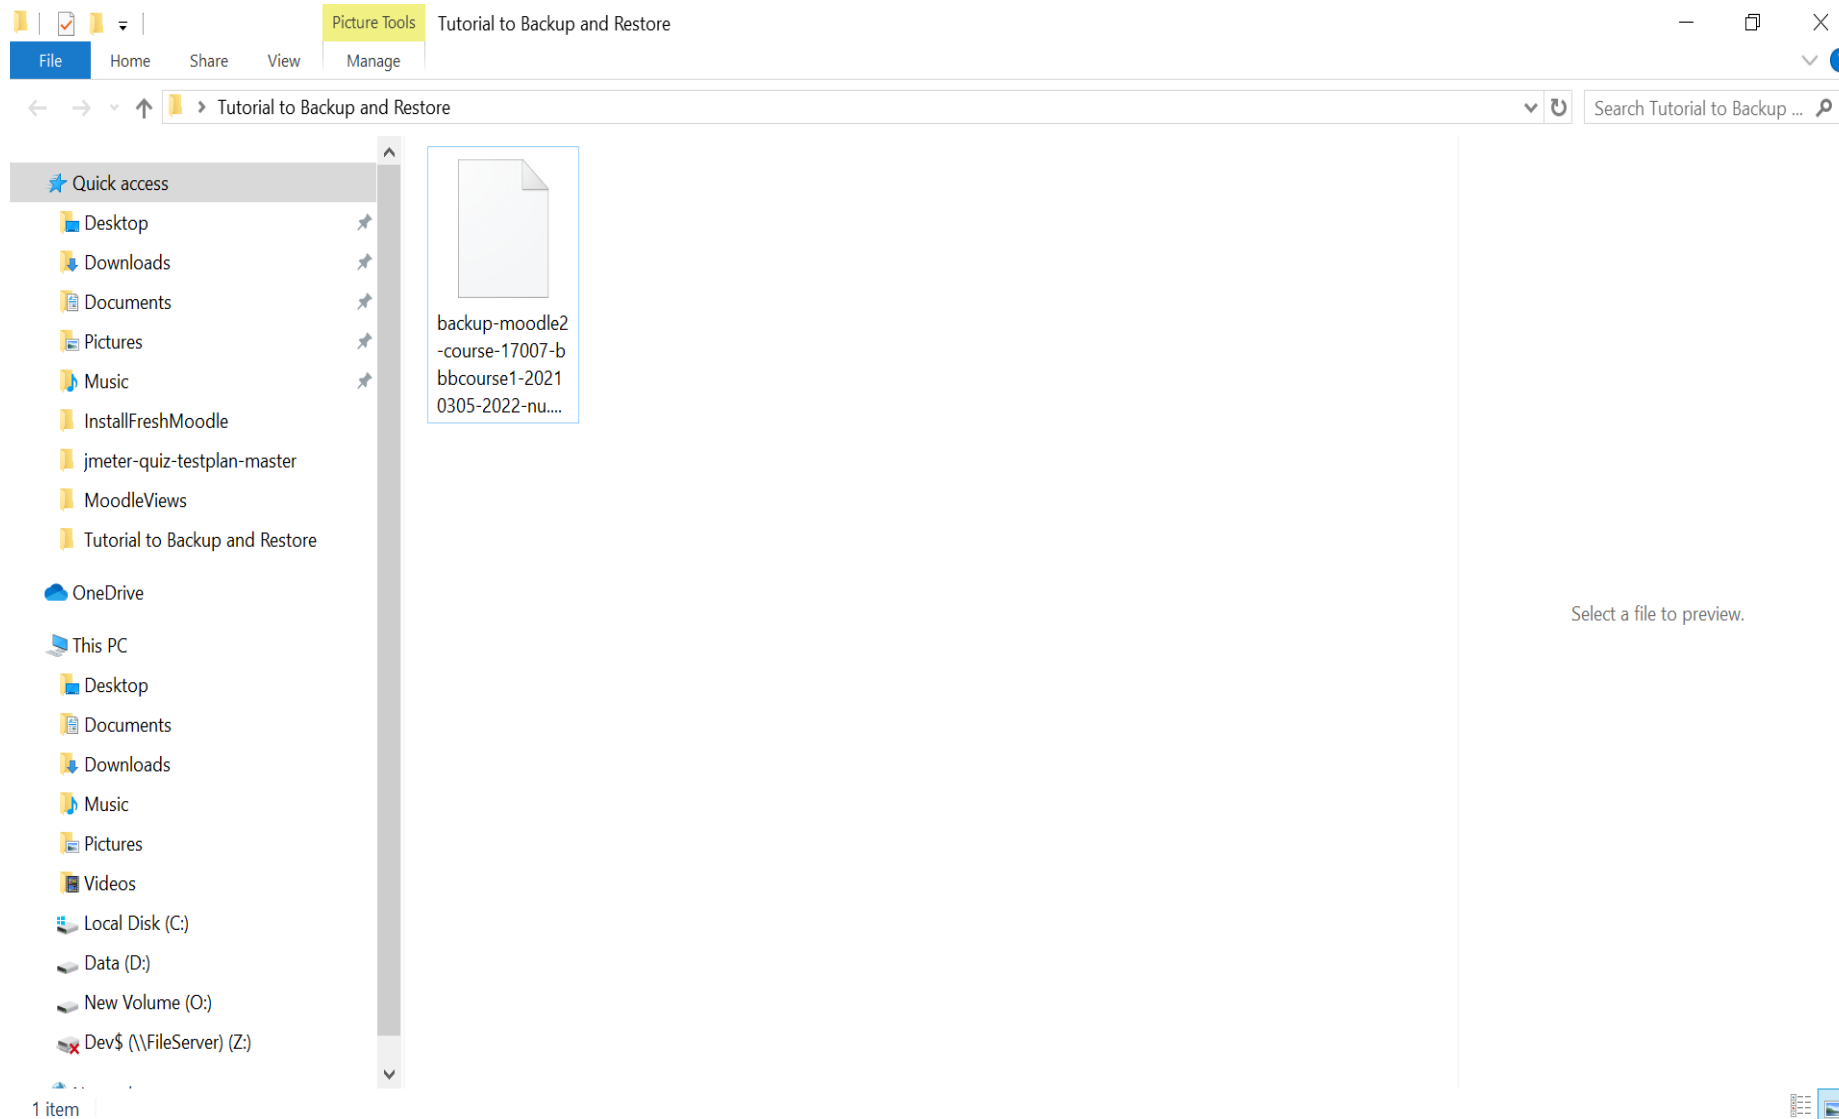 Picture Tools Tutorial to Backup and Restore
File Home Share View Manage
Tutorial to Backup and Restore Search Tutorial to Backup ...
Quick access
Desktop
Downloads
Documents
Pictures
Music
InstallFreshMoodle
jmeter-quiz-testplan-master
MoodleViews
Tutorial to Backup and Restore
OneDrive
This PC
Desktop
Documents
Downloads
Music
Pictures
Videos
Local Disk (C:)
Data (D:)
New Volume (O:)
Dev$ (\\FileServer) (Z:)
backup-moodle2
-course-17007-b
bbcourse1-2021
0305-2022-nu....
Select a file to preview.
1 item